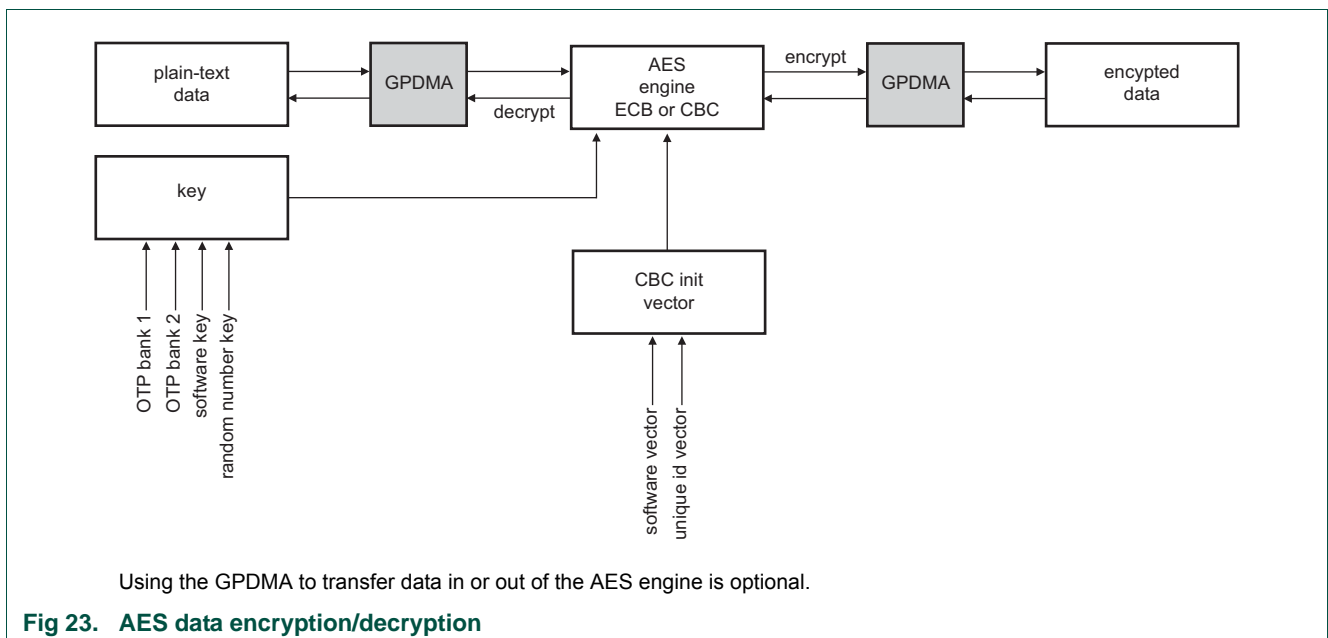 plain-text
data
GPDMA
decrypt
AES
engine
ECB or CBC
encrypt
GPDMA
encypted
data
key
OTP bank 1
OTP bank 2
software key
random number key
CBC init
vector
software vector
unique id vector
Using the GPDMA to transfer data in or out of the AES engine is optional.
Fig 23. AES data encryption/decryption